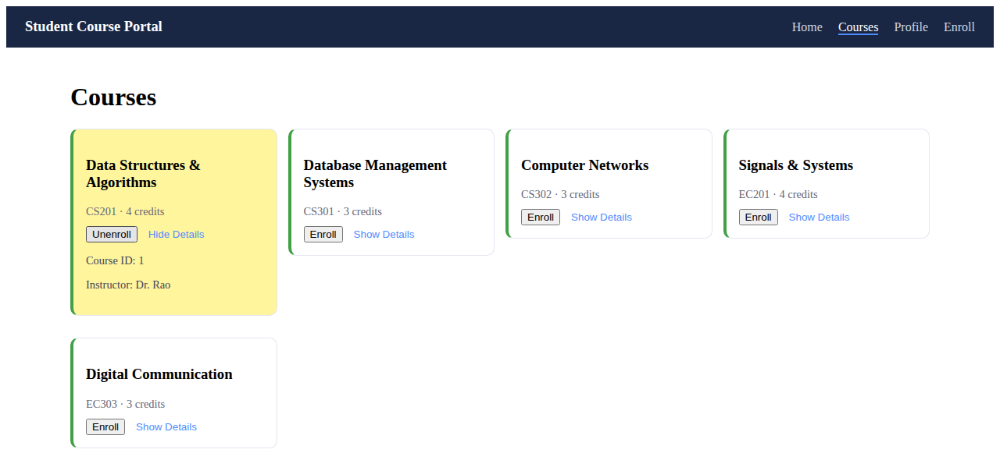 Student Course Portal
Home Courses Profile Enroll
Courses
Data Structures &
Algorithms
CS201 · 4 credits
Unenroll Hide Details
Course ID: 1
Instructor: Dr. Rao
Database Management
Systems
CS301 · 3 credits
Enroll Show Details
Computer Networks
CS302 · 3 credits
Enroll Show Details
Signals & Systems
EC201 · 4 credits
Enroll Show Details
Digital Communication
EC303 · 3 credits
Enroll Show Details